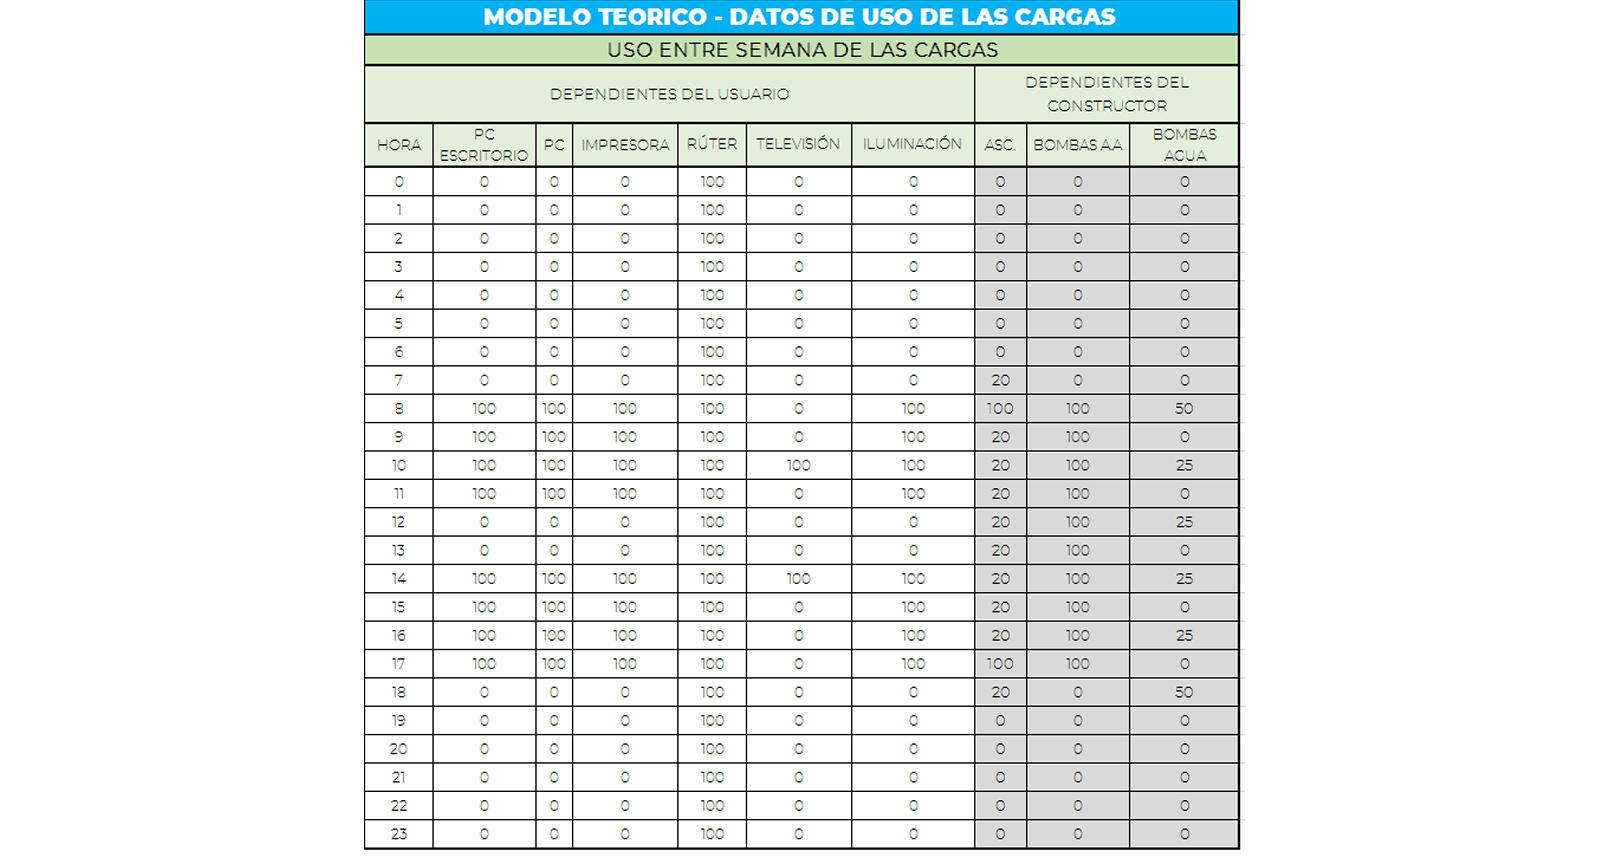 MODELO TEORICO - DATOS DE USO DE LAS CARGAS
USO ENTRE SEMANA DE LAS CARGAS
DEPENDIENTES DEL USUARIO
DEPENDIENTES DEL
CONSTRUCTOR
HORA PC ESCRITORIO PC IMPRESORA RÚTER TELEVISIÓN ILUMINACIÓN ASC. BOMBAS A.A BOMBAS AGUA
0 0 0 0 100 0 0 0 0 0
1 0 0 0 100 0 0 0 0 0
2 0 0 0 100 0 0 0 0 0
3 0 0 0 100 0 0 0 0 0
4 0 0 0 100 0 0 0 0 0
5 0 0 0 100 0 0 0 0 0
6 0 0 0 100 0 0 0 0 0
7 0 0 0 100 0 0 20 0 0
8 100 100 100 100 0 100 100 100 50
9 100 100 100 100 0 100 20 100 0
10 100 100 100 100 100 100 20 100 25
11 100 100 100 100 0 100 20 100 0
12 0 0 0 100 0 0 20 100 25
13 0 0 0 100 0 0 20 100 0
14 100 100 100 100 100 100 20 100 25
15 100 100 100 100 0 100 20 100 0
16 100 100 100 100 0 100 20 100 25
17 100 100 100 100 0 100 100 100 0
18 0 0 0 100 0 0 20 0 50
19 0 0 0 100 0 0 0 0 0
20 0 0 0 100 0 0 0 0 0
21 0 0 0 100 0 0 0 0 0
22 0 0 0 100 0 0 0 0 0
23 0 0 0 100 0 0 0 0 0